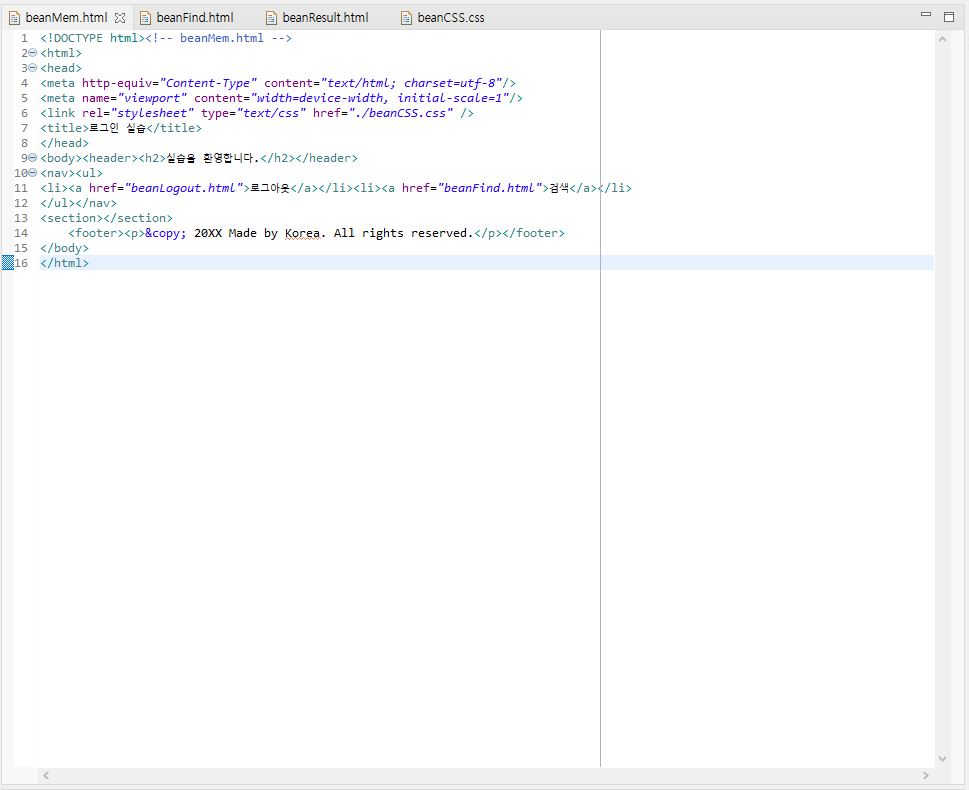 beanMem.html beanFind.html beanResult.html beanCSS.css
1 <!DOCTYPE html><!-- beanMem.html -->
2 <html>
3 <head>
4 <meta http-equiv="Content-Type" content="text/html; charset=utf-8"/>
5 <meta name="viewport" content="width=device-width, initial-scale=1"/>
6 <link rel="stylesheet" type="text/css" href="./beanCSS.css" />
7 <title>로그인 실습</title>
8 </head>
9 <body><header><h2>실습을 환영합니다.</h2></header>
10 <nav><ul>
11 <li><a href="beanLogout.html">로그아웃</a></li><li><a href="beanFind.html">검색</a></li>
12 </ul></nav>
13 <section></section>
14     <footer><p>&copy; 20XX Made by Korea. All rights reserved.</p></footer>
15 </body>
16 </html>